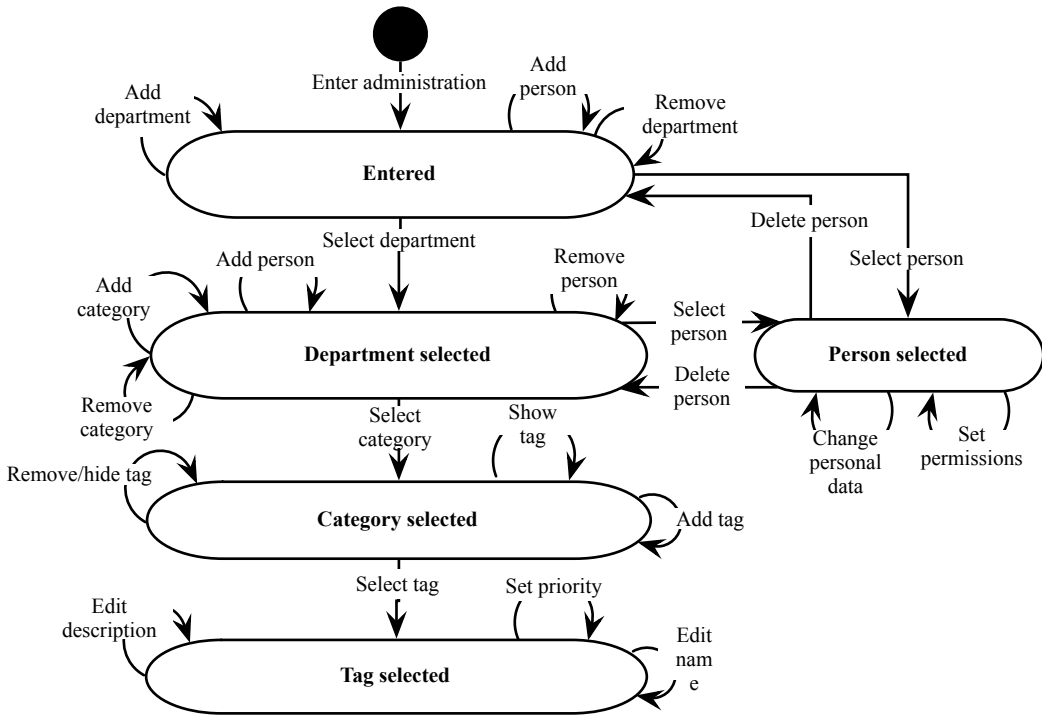 Enter administration
Add
person
Add
department
Remove
department
Entered
Delete person
Select department
Select person
Add person
Remove
person
Add
category
Select
person
Department selected
Person selected
Delete
person
Remove
category
Select
category
Show
tag
Change
personal
data
Set
permissions
Remove/hide tag
Category selected
Add tag
Select tag
Set priority
Edit
description
Edit
nam
e
Tag selected